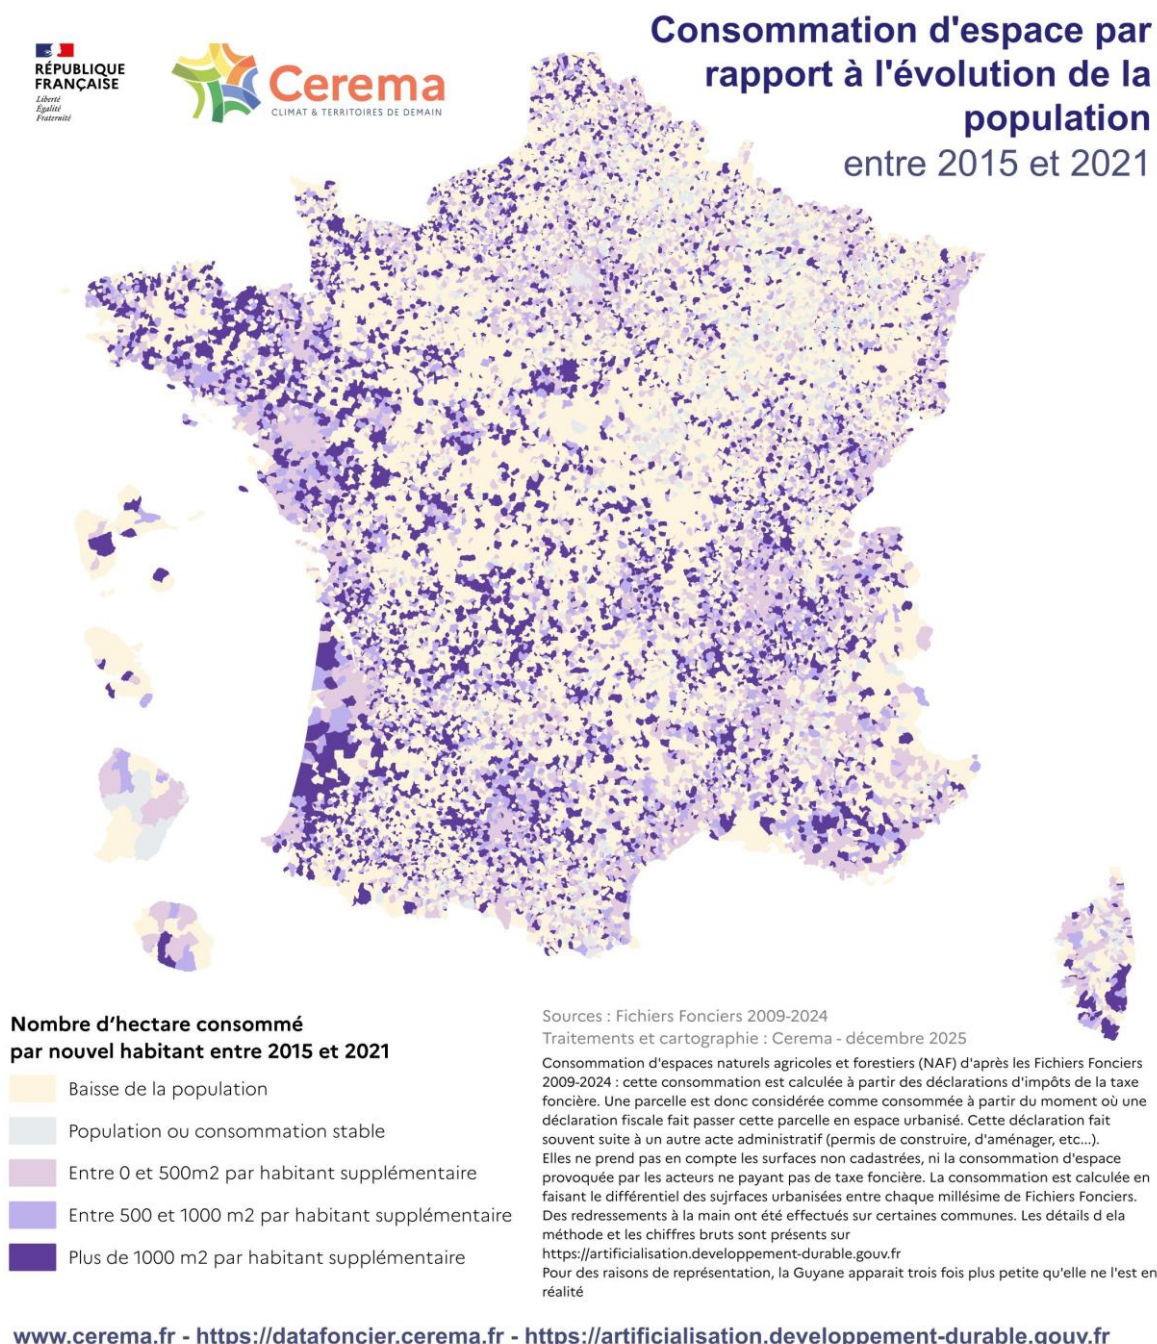 RÉPUBLIQUE
FRANÇAISE
Liberté
Égalité
Fraternité
Cerema
CLIMAT & TERRITOIRES DE DEMAIN
Consommation d'espace par
rapport à l'évolution de la
population
entre 2015 et 2021
Nombre d'hectare consommé
par nouvel habitant entre 2015 et 2021
Baisse de la population
Population ou consommation stable
Entre 0 et 500m2 par habitant supplémentaire
Entre 500 et 1000 m2 par habitant supplémentaire
Plus de 1000 m2 par habitant supplémentaire
Sources : Fichiers Fonciers 2009-2024
Traitements et cartographie : Cerema - décembre 2025
Consommation d'espaces naturels agricoles et forestiers (NAF) d'après les Fichiers Fonciers
2009-2024 : cette consommation est calculée à partir des déclarations d'impôts de la taxe
foncière. Une parcelle est donc considérée comme consommée à partir du moment où une
déclaration fiscale fait passer cette parcelle en espace urbanisé. Cette déclaration fait
souvent suite à un autre acte administratif (permis de construire, d'aménager, etc...).
Elles ne prend pas en compte les surfaces non cadastrées, ni la consommation d'espace
provoquée par les acteurs ne payant pas de taxe foncière. La consommation est calculée en
faisant le différentiel des sujrfaces urbanisées entre chaque millésime de Fichiers Fonciers.
Des redressements à la main ont été effectués sur certaines communes. Les détails d ela
méthode et les chiffres bruts sont présents sur
https://artificialisation.developpement-durable.gouv.fr
Pour des raisons de représentation, la Guyane apparait trois fois plus petite qu'elle ne l'est en
réalité
www.cerema.fr - https://datafoncier.cerema.fr - https://artificialisation.developpement-durable.gouv.fr